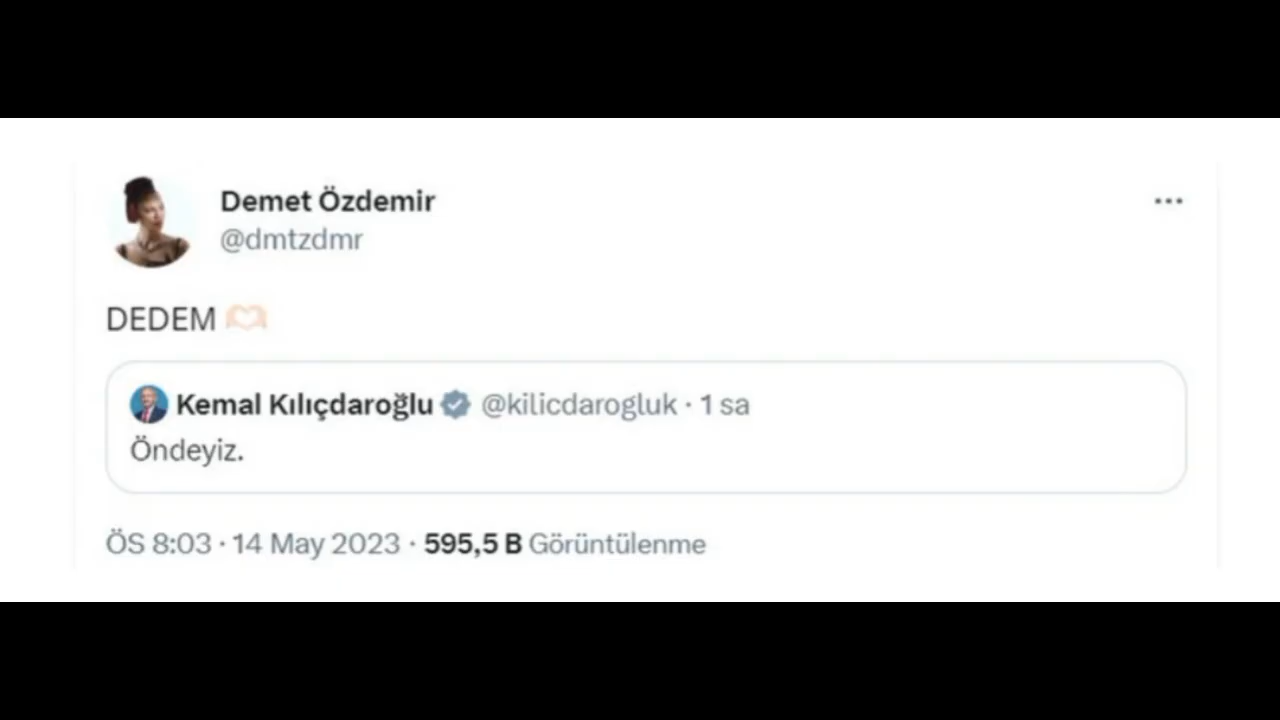 Demet Özdemir
@dmtzdmr
DEDEM 🫶🏻
Kemal Kılıçdaroğlu @kilicdarogluk · 1 sa
Öndeyiz.
ÖS 8:03 · 14 May 2023 · 595,5 B Görüntülenme